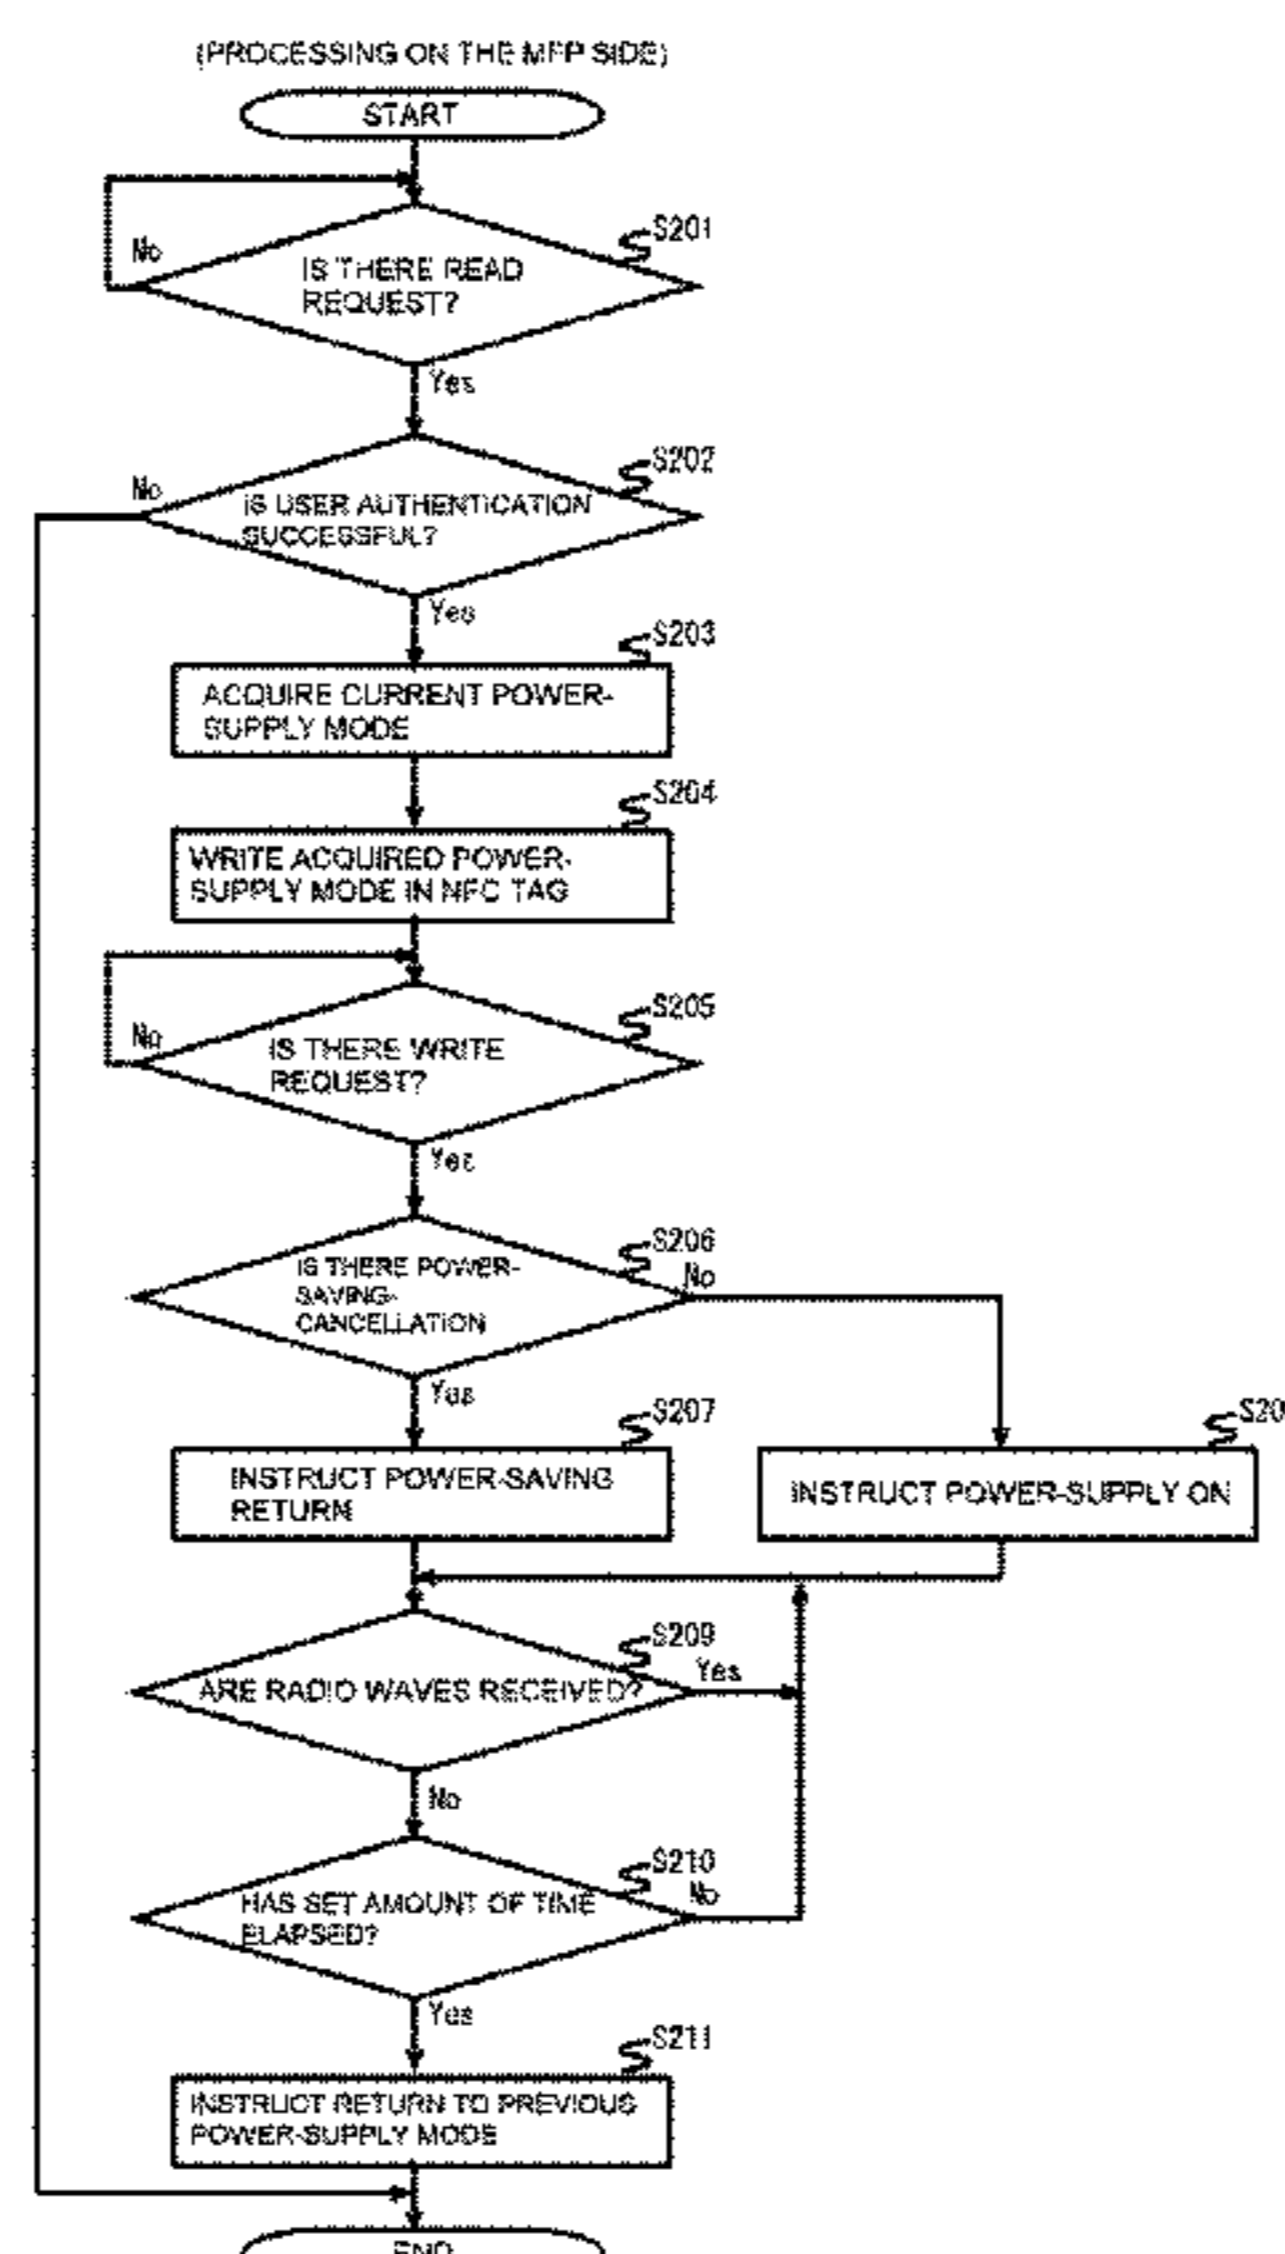 (PROCESSING ON THE MFP SIDE)
START
S201
No
IS THERE READ
REQUEST?
Yes
S202
No
IS USER AUTHENTICATION
SUCCESSFUL?
Yes
S203
ACQUIRE CURRENT POWER-
SUPPLY MODE
S204
WRITE ACQUIRED POWER-
SUPPLY MODE IN NFC TAG
S205
No
IS THERE WRITE
REQUEST?
Yes
S206
No
IS THERE POWER-
SAVING-
CANCELLATION
Yes
S207
INSTRUCT POWER-SAVING
RETURN
S20
INSTRUCT POWER-SUPPLY ON
S209
Yes
ARE RADIO WAVES RECEIVED?
No
S210
No
HAS SET AMOUNT OF TIME
ELAPSED?
Yes
S211
INSTRUCT RETURN TO PREVIOUS
POWER-SUPPLY MODE
END